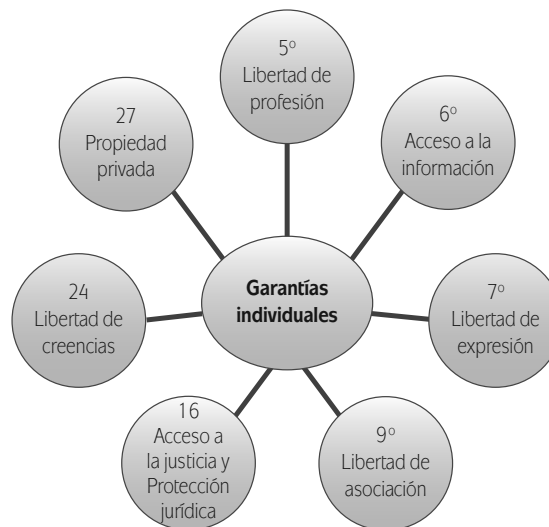 5º
Libertad de
profesión
6º
Acceso a la
información
7º
Libertad de
expresión
9º
Libertad de
asociación
16
Acceso a
la justicia y
Protección
jurídica
24
Libertad de
creencias
27
Propiedad
privada
Garantías
individuales